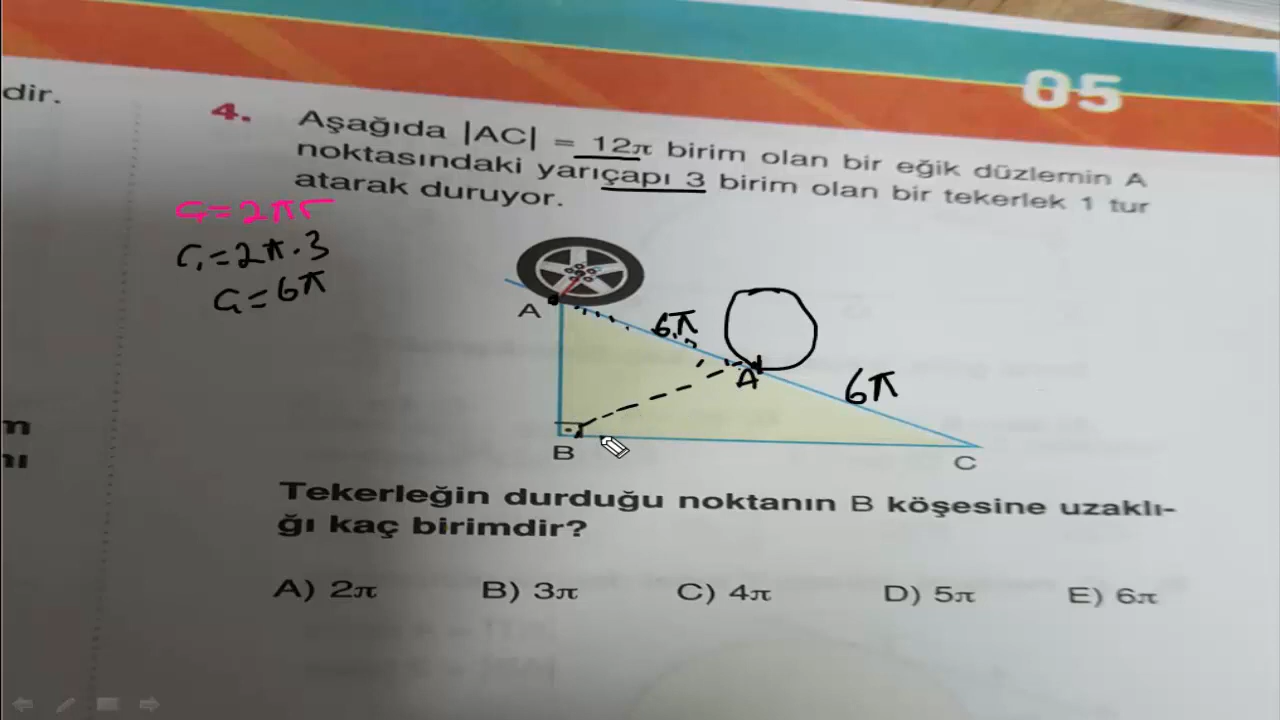 05
dir.
4. Aşağıda |AC| = 12π birim olan bir eğik düzlemin A
noktasındaki yarıçapı 3 birim olan bir tekerlek 1 tur
atarak duruyor.
Ç=2πr
Ç=2π·3
Ç=6π
A
6π
A
6π
B
C
Tekerleğin durduğu noktanın B köşesine uzaklı-
ğı kaç birimdir?
A) 2π B) 3π C) 4π D) 5π E) 6π